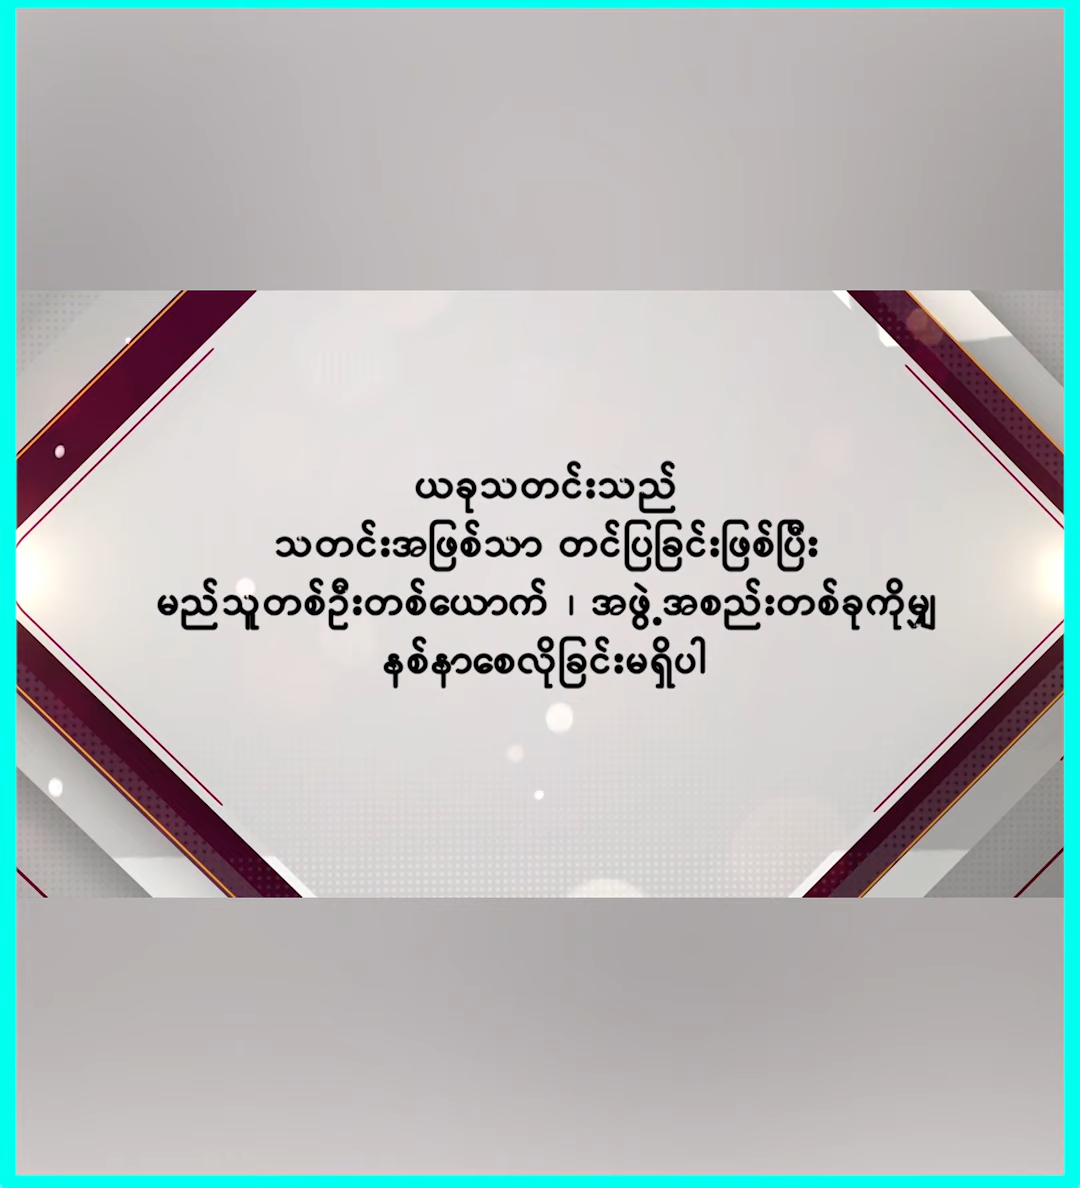 ယခုသတင်းသည်
သတင်းအဖြစ်သာ တင်ပြခြင်းဖြစ်ပြီး
မည်သူတစ်ဦးတစ်ယောက် ၊ အဖွဲ့အစည်းတစ်ခုကိုမျှ
နစ်နာစေလိုခြင်းမရှိပါ